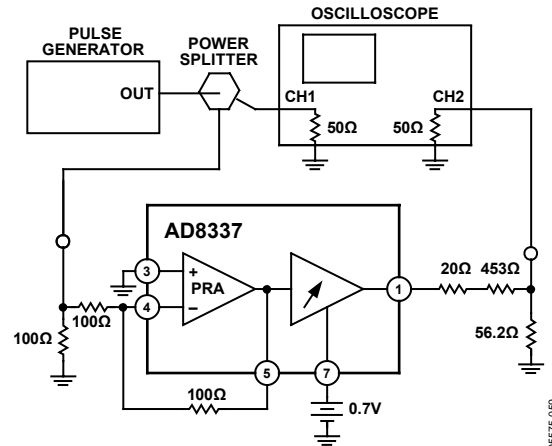 OSCILLOSCOPE
PULSE
GENERATOR
POWER
SPLITTER
OUT
CH1
CH2
50Ω
50Ω
AD8337
3
+
PRA
4
−
1
20Ω
453Ω
100Ω
100Ω
56.2Ω
100Ω
5
7
0.7V